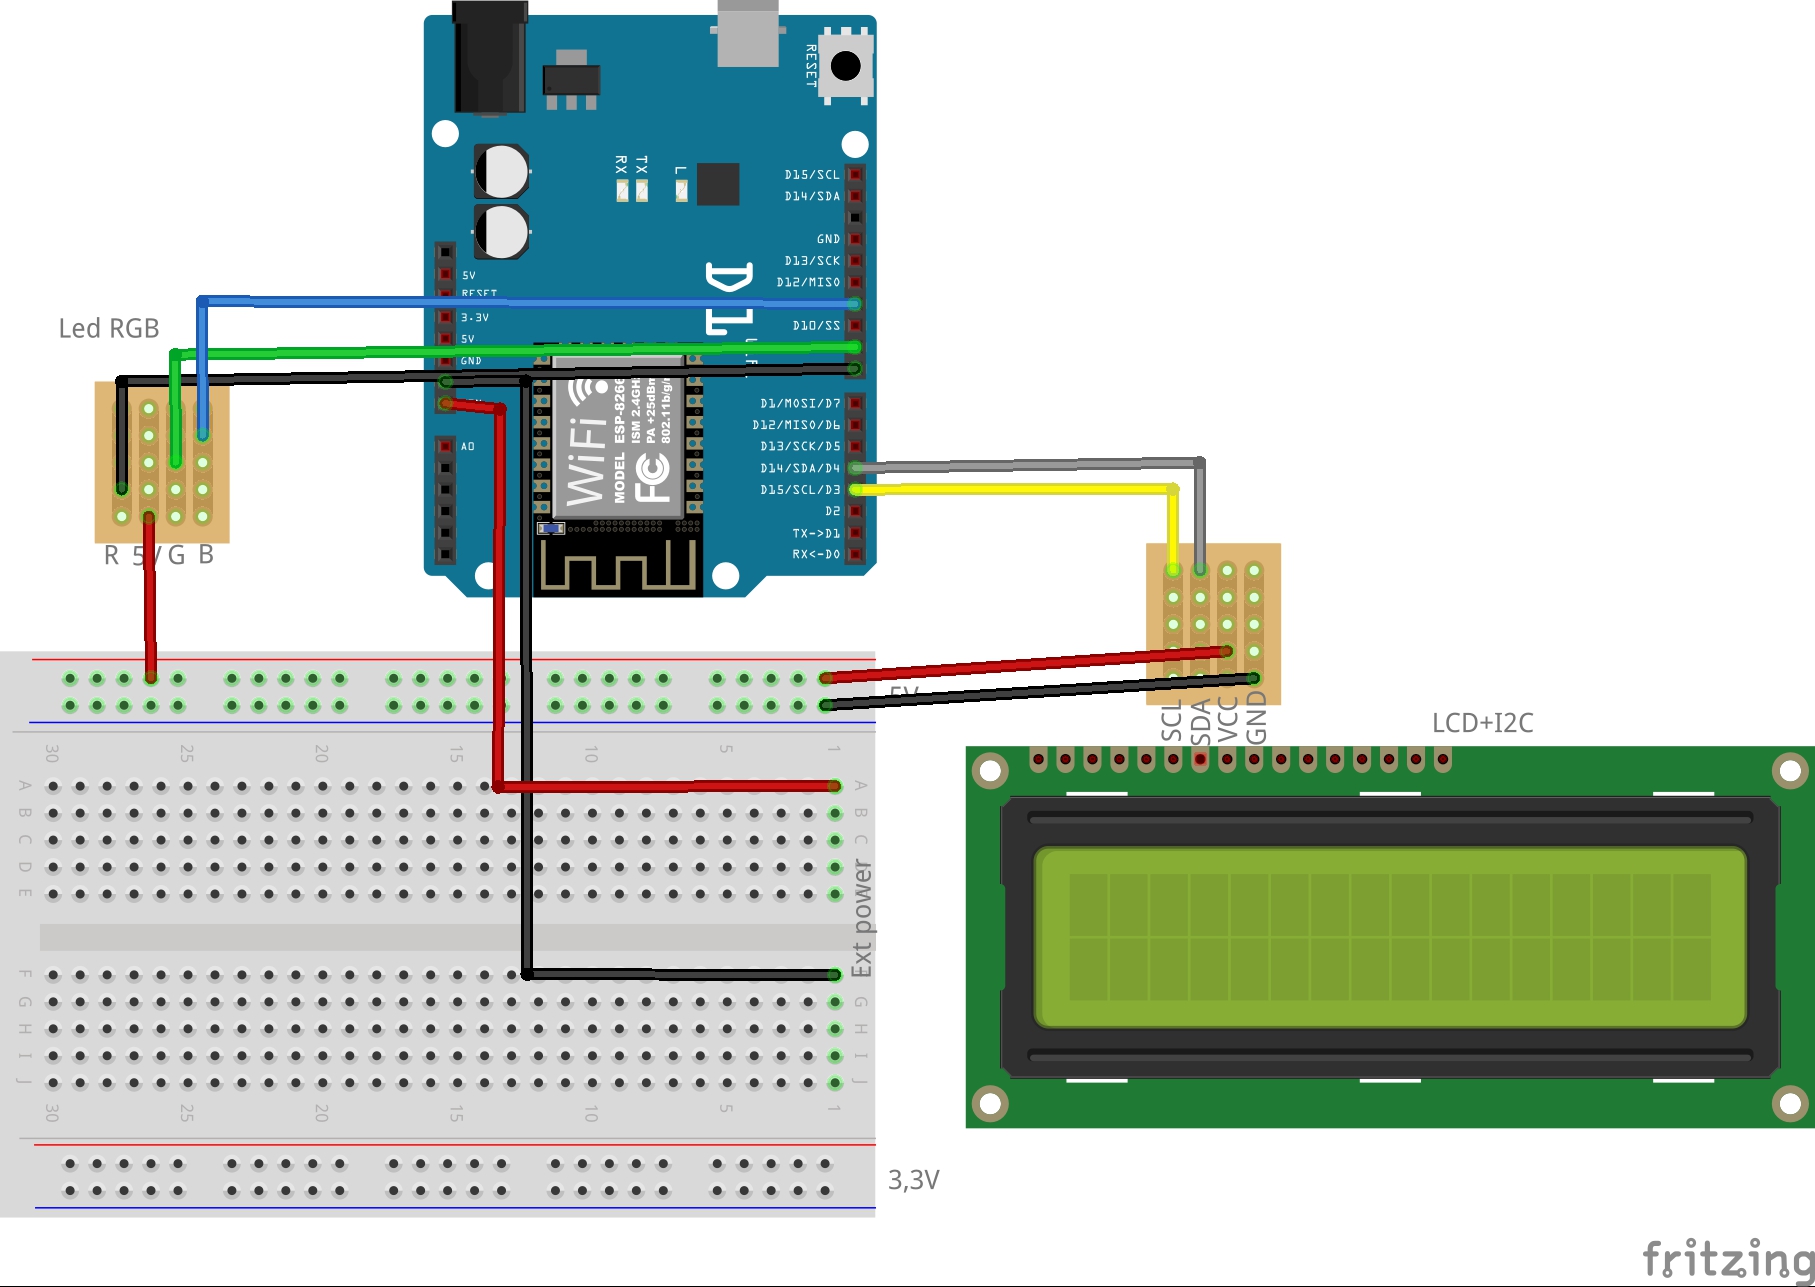 RESET
RX
TX
L
D15/SCL
D14/SDA
GND
D13/SCK
D12/MISO
D10/SS
5V
RESET
3.3V
5V
GND
A0
D1
WiFi
MODEL ESP-8266
ISM 2.4GHz
PA +25dBm
802.11b/g/n
FC
D1/MOSI/D7
D12/MISO/D6
D13/SCK/D5
D14/SDA/D4
D15/SCL/D3
D2
TX->D1
RX<-D0
Led RGB
R 5V G B
SCL
SDA
VCC
GND
LCD+I2C
5V
30 25 20 15 10 5 1
A
B
C
D
E
A
B
C
Ext power
F
G
H
I
J
G
H
I
J
30 25 20 15 10 5 1
3,3V
fritzing